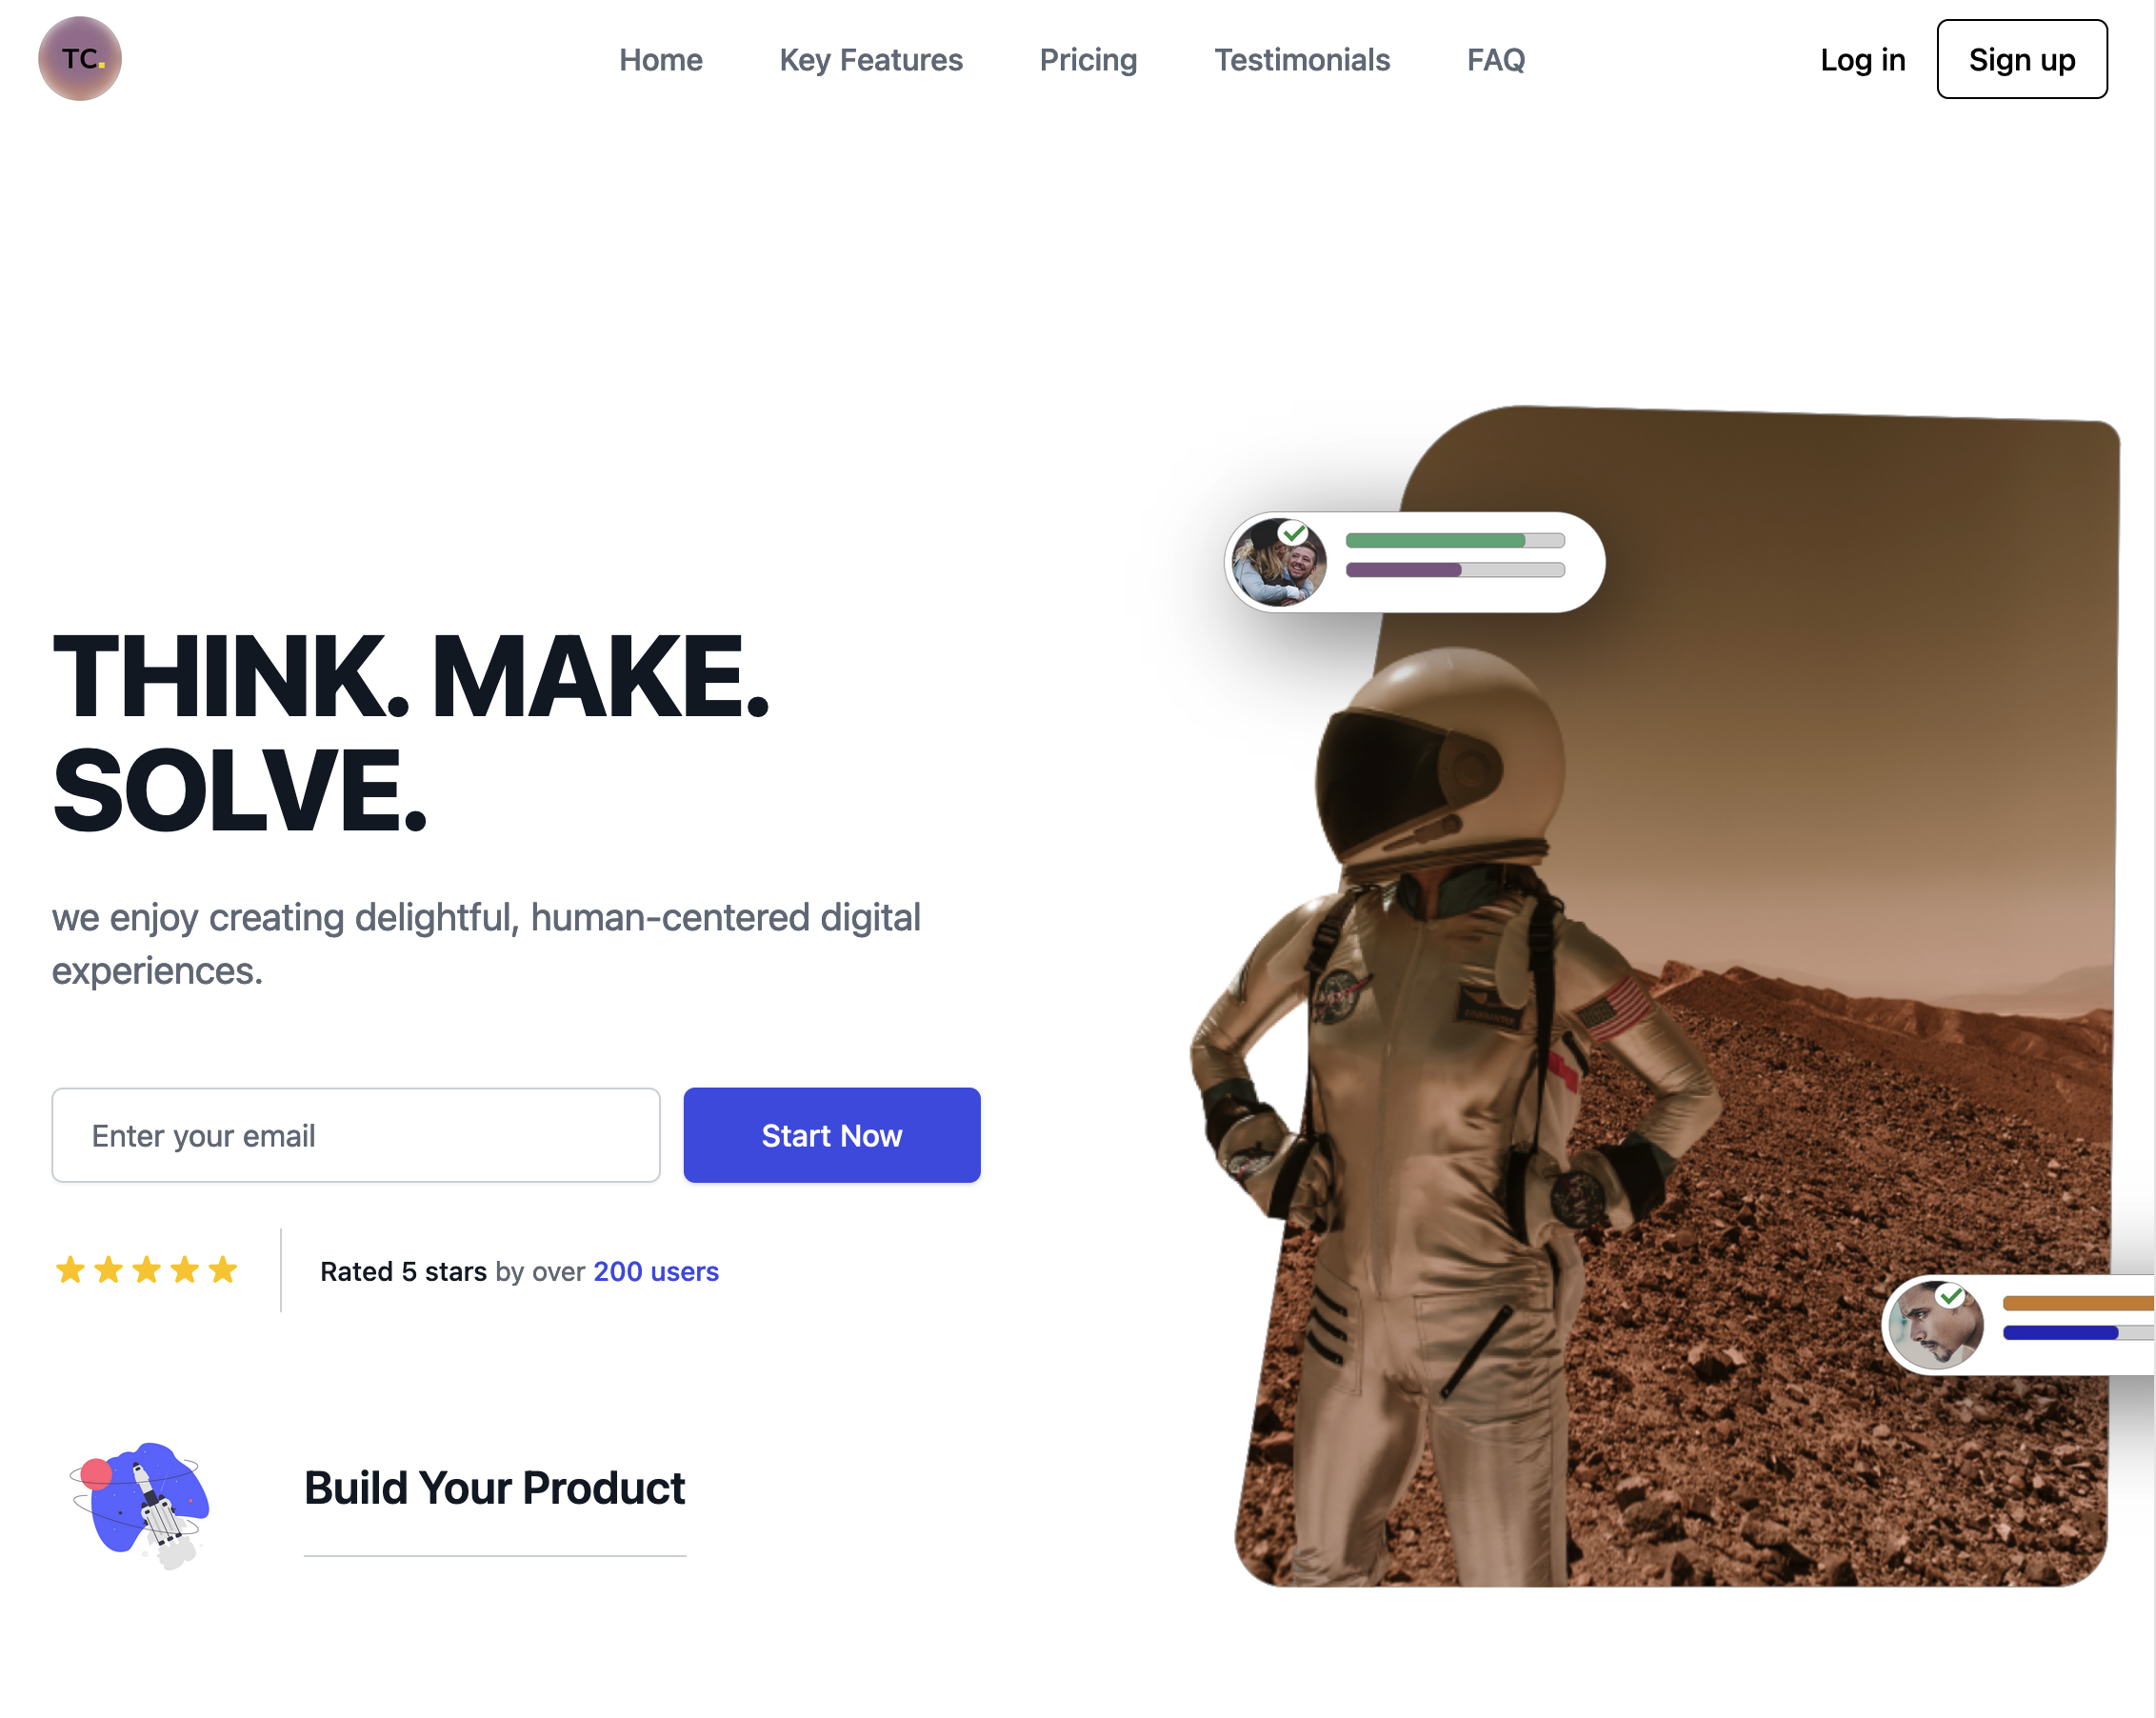 TC.
Home
Key Features
Pricing
Testimonials
FAQ
Log in
Sign up
THINK. MAKE.
SOLVE.
we enjoy creating delightful, human-centered digital
experiences.
Enter your email
Start Now
Rated 5 stars by over 200 users
Build Your Product